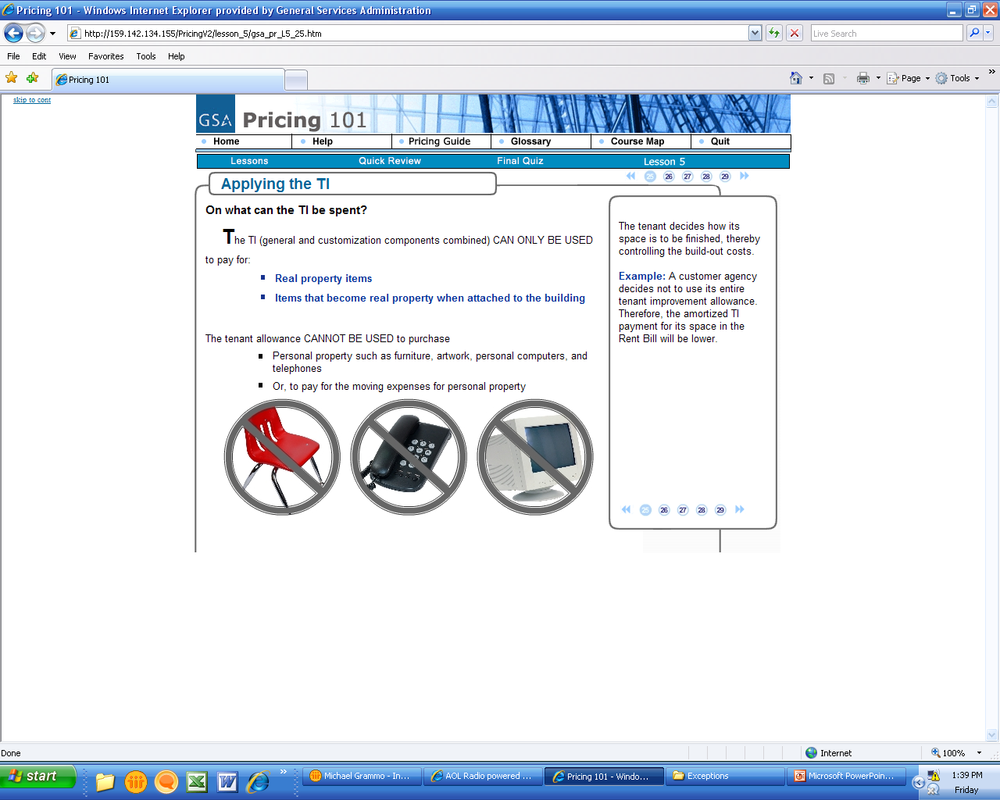 Pricing 101 - Windows Internet Explorer provided by General Services Administration
http://159.142.134.155/PricingV2/lesson_5/gsa_pr_L5_25.htm
Live Search
File Edit View Favorites Tools Help
Pricing 101
Page Tools
skip to cont
GSA Pricing 101
Home Help Pricing Guide Glossary Course Map Quit
Lessons Quick Review Final Quiz Lesson 5
25 26 27 28 29
Applying the TI
On what can the TI be spent?
The TI (general and customization components combined) CAN ONLY BE USED
to pay for:
Real property items
Items that become real property when attached to the building
The tenant allowance CANNOT BE USED to purchase
Personal property such as furniture, artwork, personal computers, and
telephones
Or, to pay for the moving expenses for personal property
The tenant decides how its
space is to be finished, thereby
controlling the build-out costs.
Example: A customer agency
decides not to use its entire
tenant improvement allowance.
Therefore, the amortized TI
payment for its space in the
Rent Bill will be lower.
25 26 27 28 29
Done
Internet
100%
start
Michael Grammo - In...
AOL Radio powered ...
Pricing 101 - Windo...
Exceptions
Microsoft PowerPoin...
1:39 PM
Friday